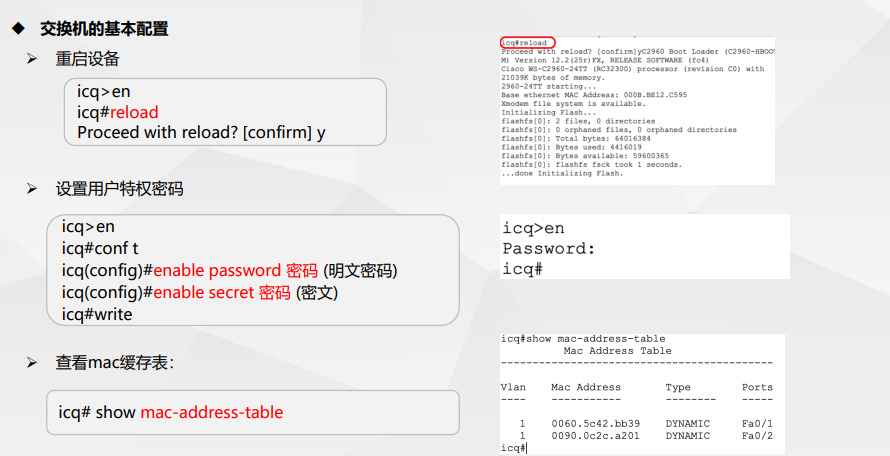 ◆ 交换机的基本配置
➢ 重启设备
icq>en
icq#reload
Proceed with reload? [confirm] y
icq#reload
Proceed with reload? [confirm]yC2960 Boot Loader (C2960-HBOOT
M) Version 12.2(25r)FX, RELEASE SOFTWARE (fc4)
Cisco WS-C2960-24TT (RC32300) processor (revision C0) with
21039K bytes of memory.
2960-24TT starting...
Base ethernet MAC Address: 000B.BE12.C595
Xmodem file system is available.
Initializing Flash...
flashfs[0]: 2 files, 0 directories
flashfs[0]: 0 orphaned files, 0 orphaned directories
flashfs[0]: Total bytes: 64016384
flashfs[0]: Bytes used: 4416019
flashfs[0]: Bytes available: 59600365
flashfs[0]: flashfs fsck took 1 seconds.
...done Initializing Flash.
➢ 设置用户特权密码
icq>en
icq#conf t
icq(config)#enable password 密码 (明文密码)
icq(config)#enable secret 密码 (密文)
icq#write
icq>en
Password:
icq#
➢ 查看mac缓存表：
icq# show mac-address-table
icq#show mac-address-table
Mac Address Table
-------------------------------------------
Vlan Mac Address Type Ports
---- ----------- -------- -----
1 0060.5c42.bb39 DYNAMIC Fa0/1
1 0090.0c2c.a201 DYNAMIC Fa0/2
icq#